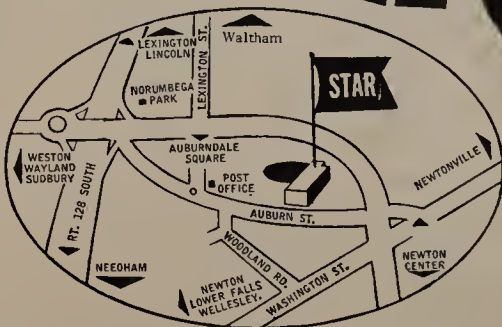 LEXINGTON
LINCOLN
LEXINGTON ST.
Waltham
NORUMBEGA
PARK
STAR
AUBURNDALE
SQUARE
POST
OFFICE
WESTON
WAYLAND
SUDBURY
RT. 128 SOUTH
NEWTONVILLE
AUBURN ST.
WOODLAND RD.
WASHINGTON ST.
NEEDHAM
NEWTON
LOWER FALLS
WELLESLEY.
NEWTON
CENTER